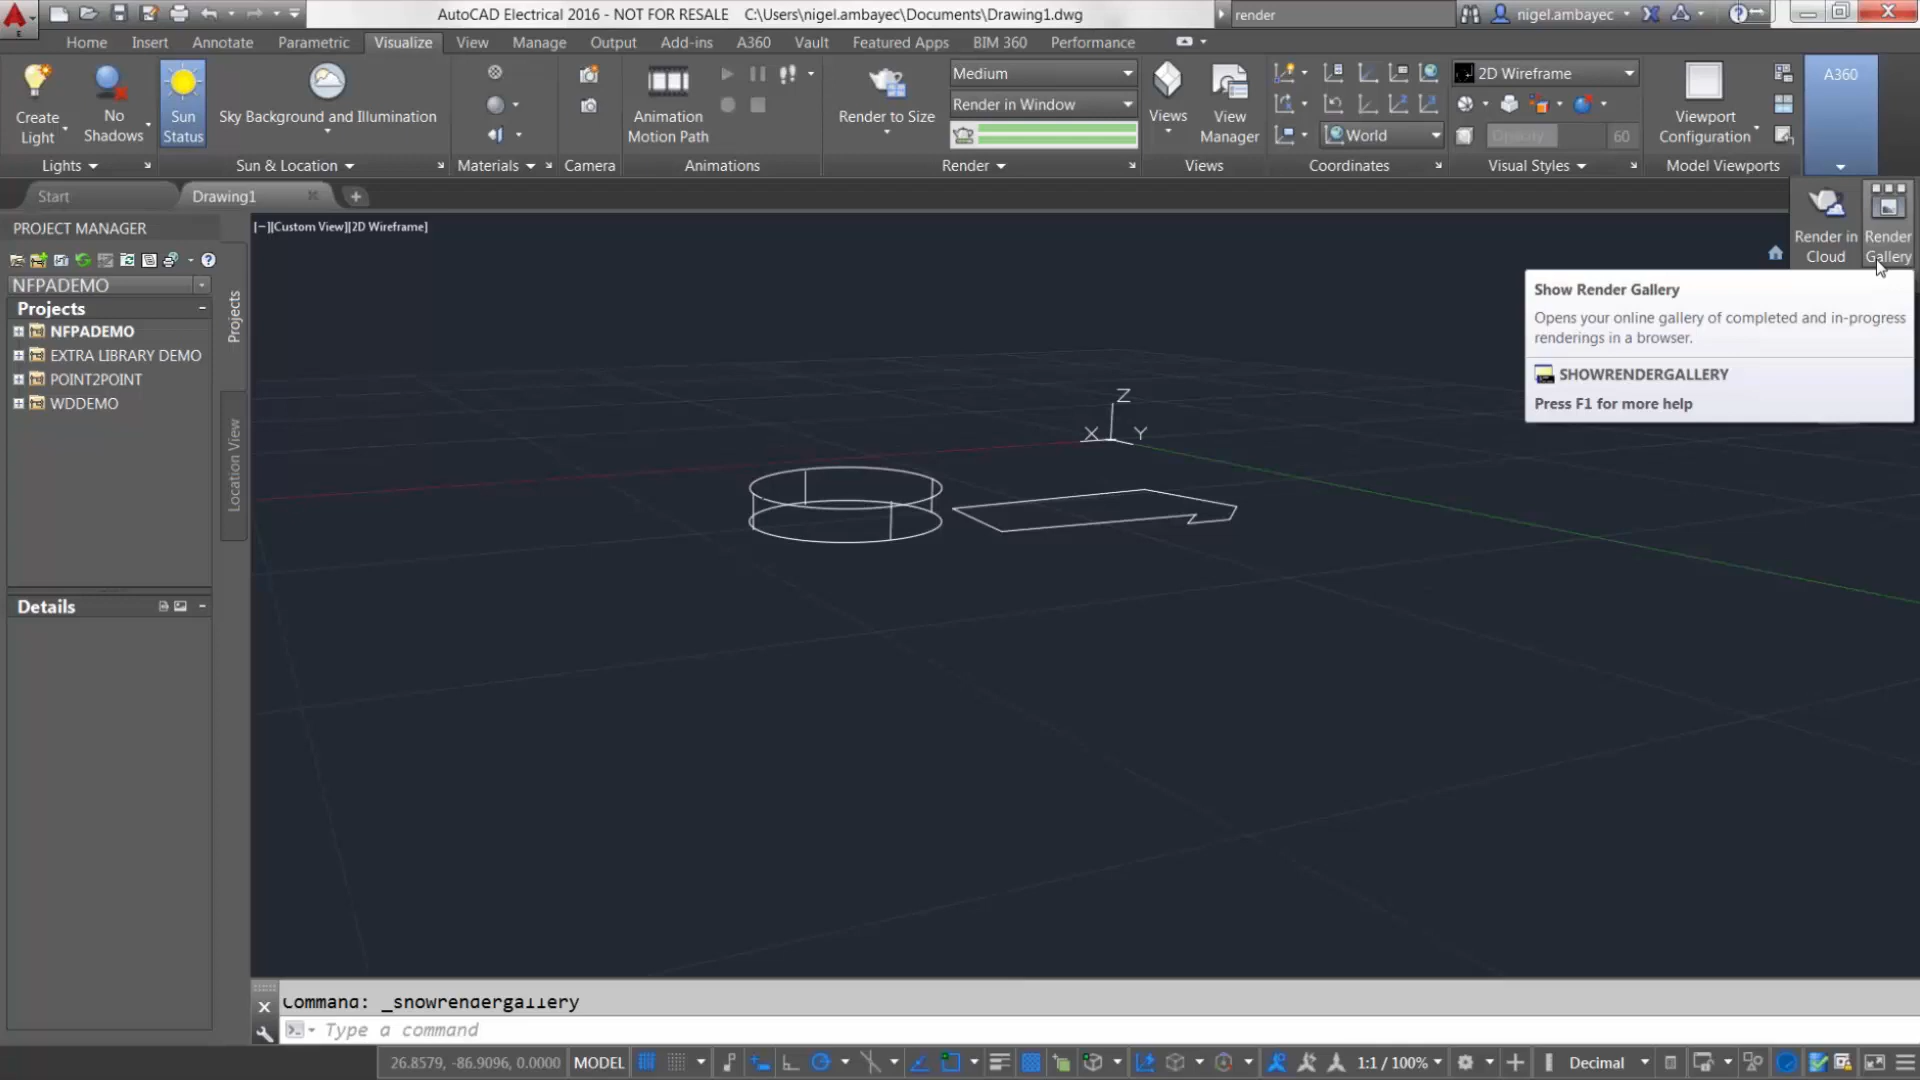 AutoCAD Electrical 2016 - NOT FOR RESALE C:\Users\nigel.ambayec\Documents\Drawing1.dwg
render
nigel.ambayec
Home Insert Annotate Parametric Visualize View Manage Output Add-ins A360 Vault Featured Apps BIM 360 Performance
Create Light
No Shadows
Sun Status
Sky Background and Illumination
Animation Motion Path
Render to Size
Medium
Render in Window
Views
View Manager
World
2D Wireframe
Opacity 60
Viewport Configuration
A360
Lights Sun & Location Materials Camera Animations Render Views Coordinates Visual Styles Model Viewports
Start Drawing1
Render in Cloud
Render Gallery
PROJECT MANAGER
NFPADEMO
Projects
NFPADEMO
EXTRA LIBRARY DEMO
POINT2POINT
WDDEMO
Details
Projects
Location View
[−][Custom View][2D Wireframe]
Show Render Gallery
Opens your online gallery of completed and in-progress
renderings in a browser.
SHOWRENDERGALLERY
Press F1 for more help
Z
X Y
Command: _showrendergallery
Type a command
26.8579, -86.9096, 0.0000 MODEL 1:1 / 100% Decimal